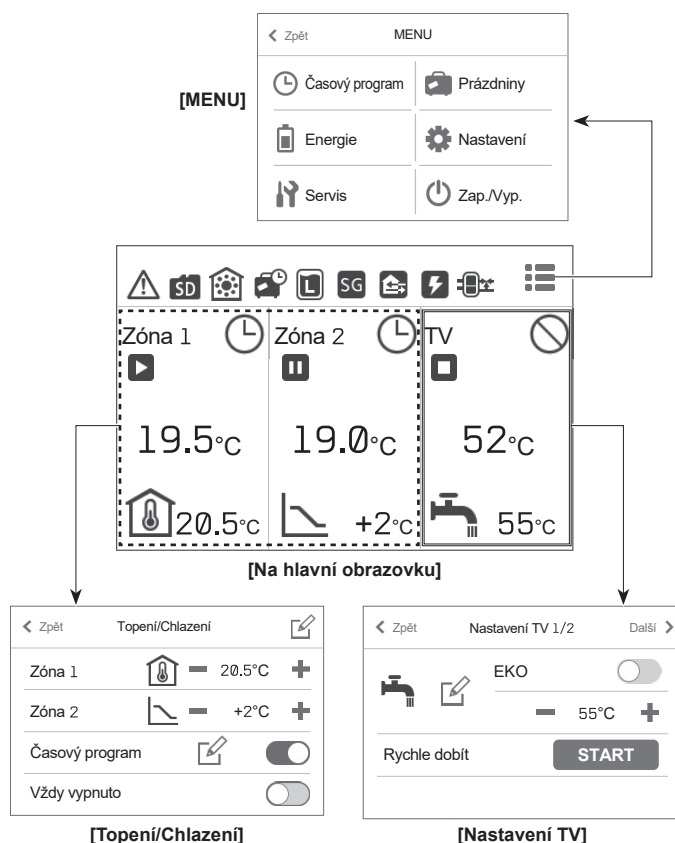 Zpět MENU
Časový program Prázdniny
[MENU]
Energie Nastavení
Servis Zap./Vyp.
SD L SG
Zóna 1 Zóna 2 TV
19.5°C 19.0°C 52°C
20.5°C +2°C 55°C
[Na hlavní obrazovku]
Zpět Topení/Chlazení
Zóna 1 20.5°C
Zóna 2 +2°C
Časový program
Vždy vypnuto
[Topení/Chlazení]
Zpět Nastavení TV 1/2 Další
EKO
55°C
Rychle dobít START
[Nastavení TV]